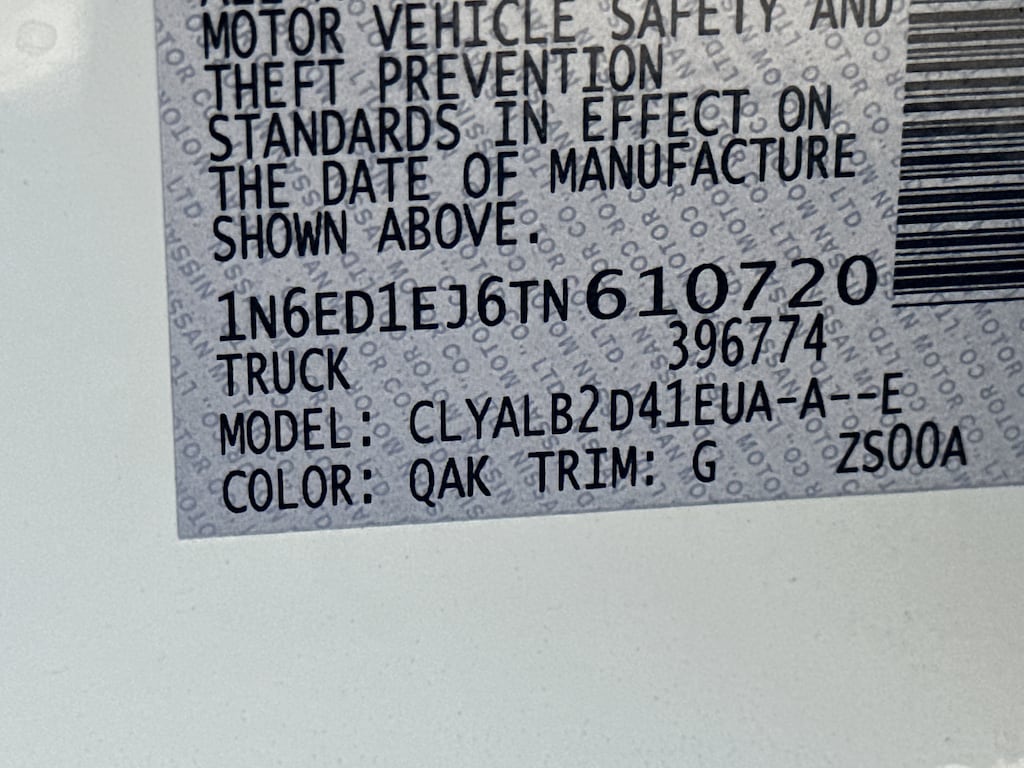 MOTOR VEHICLE SAFETY AND
THEFT PREVENTION
STANDARDS IN EFFECT ON
THE DATE OF MANUFACTURE
SHOWN ABOVE.
1N6ED1EJ6TN610720
TRUCK 396774
MODEL: CLYALB2D41EUA-A--E
COLOR: QAK TRIM: G ZS00A